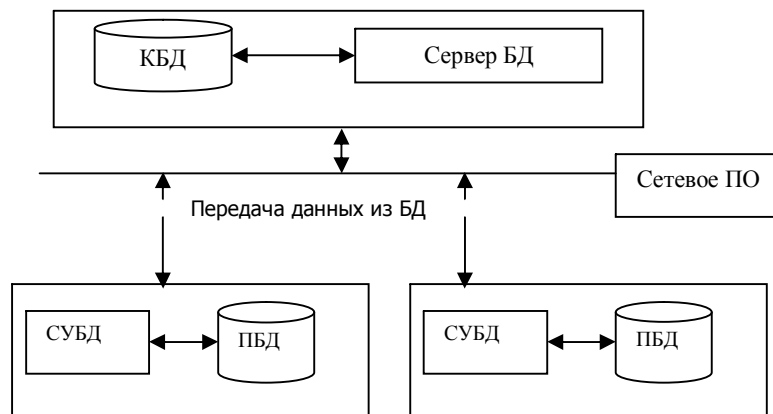 КБД
Сервер БД
Сетевое ПО
Передача данных из БД
СУБД
ПБД
СУБД
ПБД